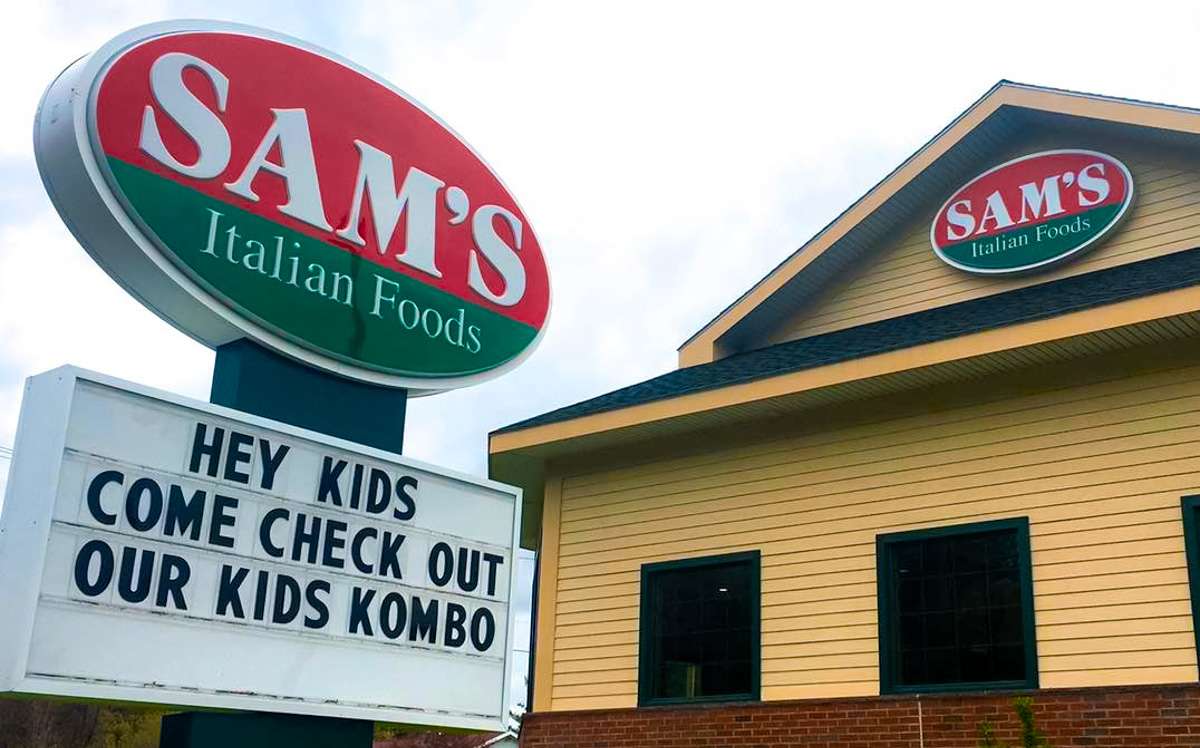 SAM'S
Italian Foods
HEY KIDS
COME CHECK OUT
OUR KIDS KOMBO
SAM'S
Italian Foods